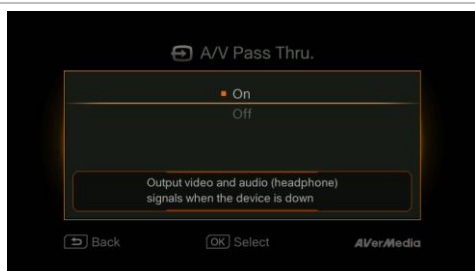 A/V Pass Thru.
On
Off
Output video and audio (headphone)
signals when the device is down
Back
OK Select
AVerMedia